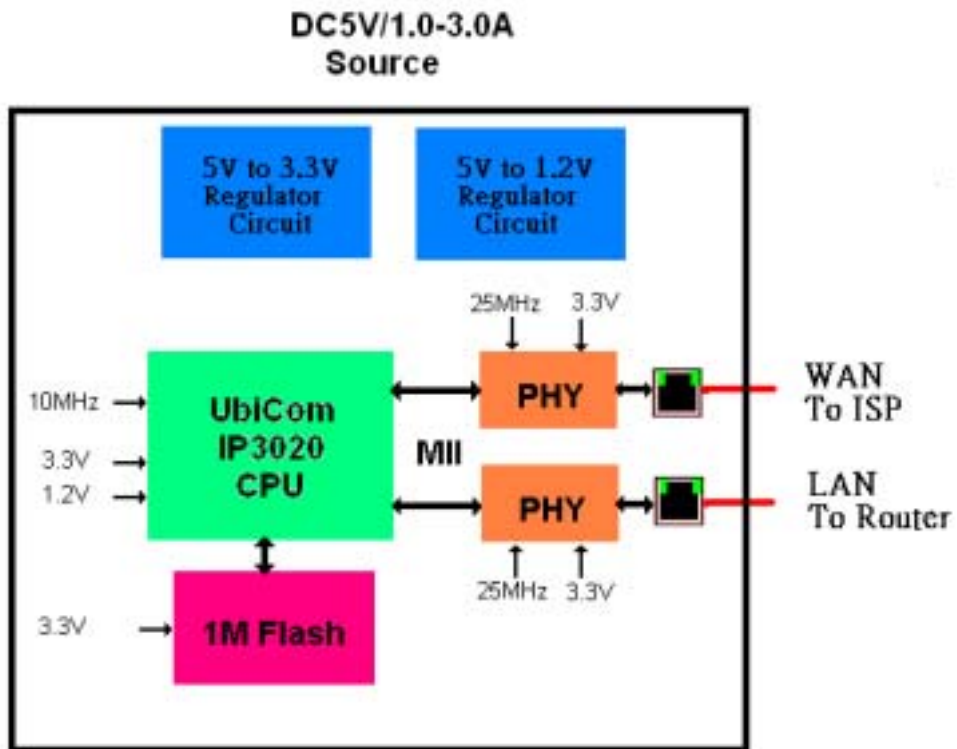 DC5V/1.0-3.0A
Source
5V to 3.3V
Regulator
Circuit
5V to 1.2V
Regulator
Circuit
25MHz
3.3V
10MHz
3.3V
1.2V
UbiCom
IP3020
CPU
MII
PHY
WAN
To ISP
PHY
LAN
To Router
25MHz
3.3V
3.3V
1M Flash